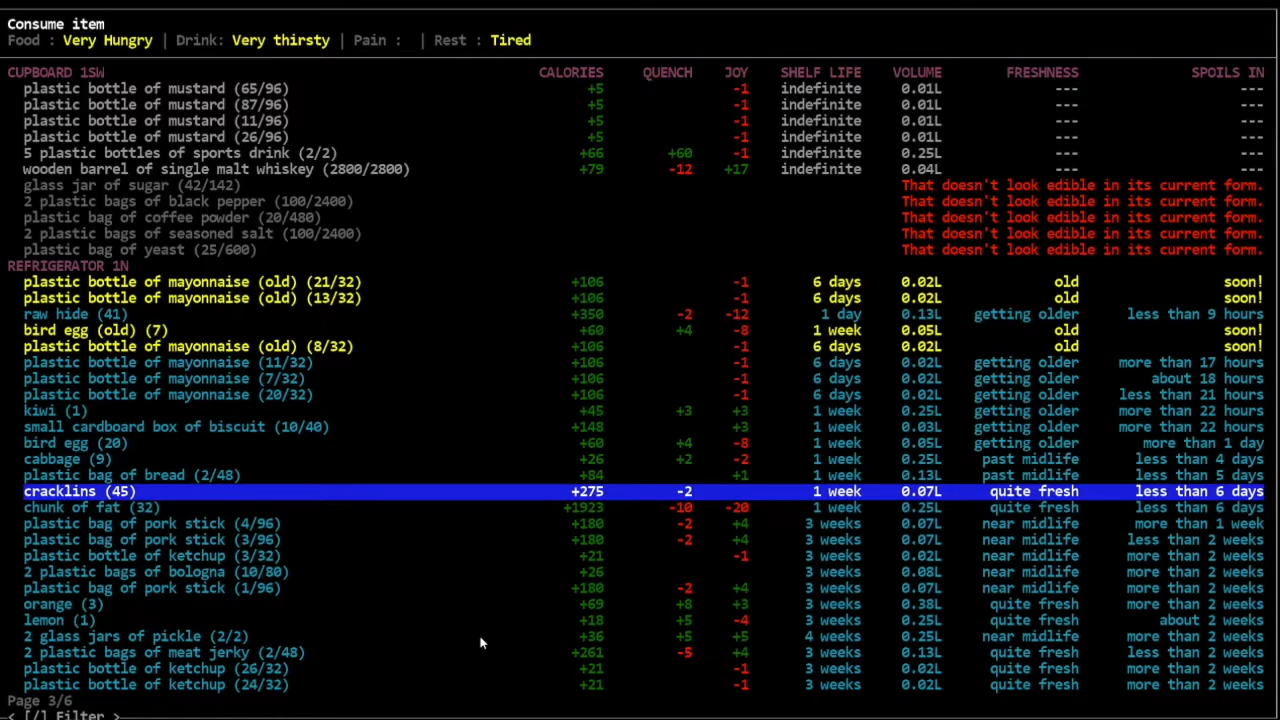 Consume item
Food : Very Hungry | Drink: Very thirsty | Pain : | Rest : Tired
CUPBOARD 1SW CALORIES QUENCH JOY SHELF LIFE VOLUME FRESHNESS SPOILS IN
plastic bottle of mustard (65/96) +5 -1 indefinite 0.01L --- ---
plastic bottle of mustard (87/96) +5 -1 indefinite 0.01L --- ---
plastic bottle of mustard (11/96) +5 -1 indefinite 0.01L --- ---
plastic bottle of mustard (26/96) +5 -1 indefinite 0.01L --- ---
5 plastic bottles of sports drink (2/2) +66 +60 -1 indefinite 0.25L --- ---
wooden barrel of single malt whiskey (2800/2800) +79 -12 +17 indefinite 0.04L --- ---
glass jar of sugar (42/142) That doesn't look edible in its current form.
2 plastic bags of black pepper (100/2400) That doesn't look edible in its current form.
plastic bag of coffee powder (20/480) That doesn't look edible in its current form.
2 plastic bags of seasoned salt (100/2400) That doesn't look edible in its current form.
plastic bag of yeast (25/600) That doesn't look edible in its current form.
REFRIGERATOR 1N
plastic bottle of mayonnaise (old) (21/32) +106 -1 6 days 0.02L old soon!
plastic bottle of mayonnaise (old) (13/32) +106 -1 6 days 0.02L old soon!
raw hide (41) +350 -2 -12 1 day 0.13L getting older less than 9 hours
bird egg (old) (7) +60 +4 -8 1 week 0.05L old soon!
plastic bottle of mayonnaise (old) (8/32) +106 -1 6 days 0.02L old soon!
plastic bottle of mayonnaise (11/32) +106 -1 6 days 0.02L getting older more than 17 hours
plastic bottle of mayonnaise (7/32) +106 -1 6 days 0.02L getting older about 18 hours
plastic bottle of mayonnaise (20/32) +106 -1 6 days 0.02L getting older less than 21 hours
kiwi (1) +45 +3 +3 1 week 0.25L getting older more than 22 hours
small cardboard box of biscuit (10/40) +148 +3 1 week 0.03L getting older more than 22 hours
bird egg (20) +60 +4 -8 1 week 0.05L getting older more than 1 day
cabbage (9) +26 +2 -2 1 week 0.25L past midlife less than 4 days
plastic bag of bread (2/48) +84 +1 1 week 0.13L past midlife less than 5 days
cracklins (45) +275 -2 1 week 0.07L quite fresh less than 6 days
chunk of fat (32) +1923 -10 -20 1 week 0.25L quite fresh less than 6 days
plastic bag of pork stick (4/96) +180 -2 +4 3 weeks 0.07L near midlife more than 1 week
plastic bag of pork stick (3/96) +180 -2 +4 3 weeks 0.07L near midlife less than 2 weeks
plastic bottle of ketchup (3/32) +21 -1 3 weeks 0.02L near midlife more than 2 weeks
2 plastic bags of bologna (10/80) +26 3 weeks 0.08L near midlife more than 2 weeks
plastic bag of pork stick (1/96) +180 -2 +4 3 weeks 0.07L near midlife more than 2 weeks
orange (3) +69 +8 +3 3 weeks 0.38L quite fresh more than 2 weeks
lemon (1) +18 +5 -4 3 weeks 0.25L quite fresh about 2 weeks
2 glass jars of pickle (2/2) +36 +5 +5 4 weeks 0.25L near midlife more than 2 weeks
2 plastic bags of meat jerky (2/48) +261 -5 +4 3 weeks 0.13L quite fresh less than 2 weeks
plastic bottle of ketchup (26/32) +21 -1 3 weeks 0.02L quite fresh more than 2 weeks
plastic bottle of ketchup (24/32) +21 -1 3 weeks 0.02L quite fresh more than 2 weeks
Page 3/6
< [/] Filter >